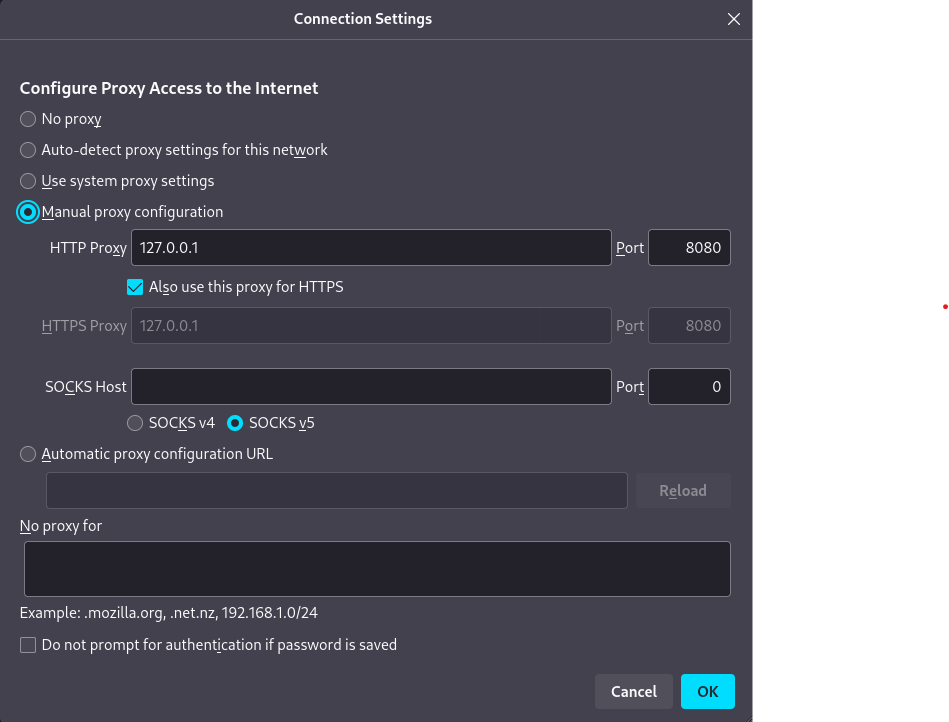 Connection Settings
Configure Proxy Access to the Internet
No proxy
Auto-detect proxy settings for this network
Use system proxy settings
Manual proxy configuration
HTTP Proxy 127.0.0.1 Port 8080
Also use this proxy for HTTPS
HTTPS Proxy 127.0.0.1 Port 8080
SOCKS Host Port 0
SOCKS v4 SOCKS v5
Automatic proxy configuration URL
Reload
No proxy for
Example: .mozilla.org, .net.nz, 192.168.1.0/24
Do not prompt for authentication if password is saved
Cancel OK